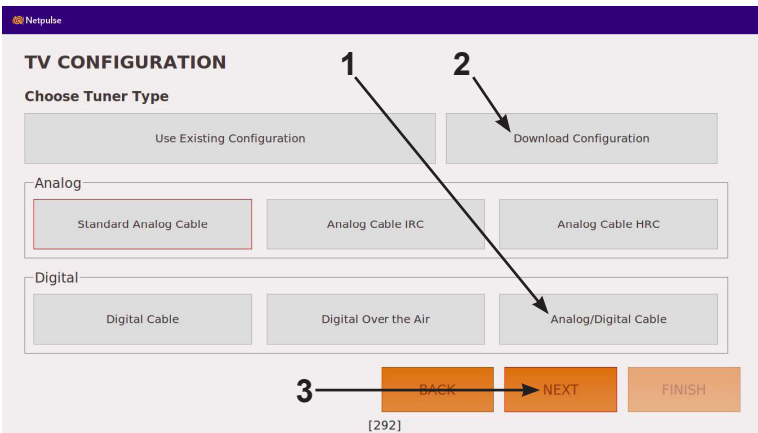 Netpulse
TV CONFIGURATION
1
2
Choose Tuner Type
Use Existing Configuration
Download Configuration
Analog
Standard Analog Cable
Analog Cable IRC
Analog Cable HRC
Digital
Digital Cable
Digital Over the Air
Analog/Digital Cable
3
BACK
NEXT
FINISH
[292]